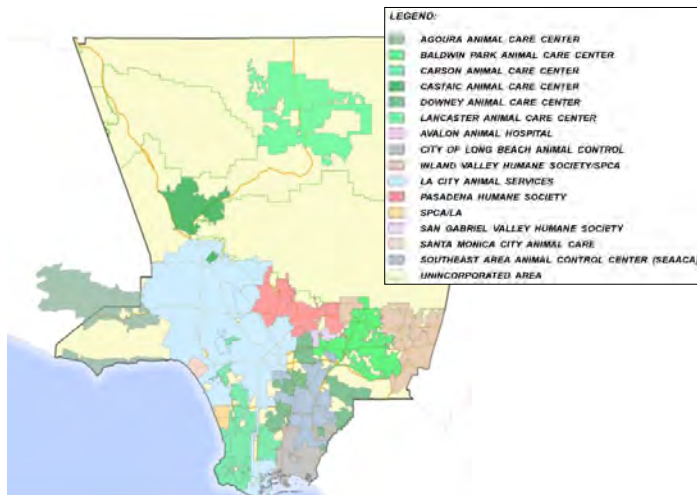 LEGEND:
AGOURA ANIMAL CARE CENTER
BALDWIN PARK ANIMAL CARE CENTER
CARSON ANIMAL CARE CENTER
CASTAIC ANIMAL CARE CENTER
DOWNEY ANIMAL CARE CENTER
LANCASTER ANIMAL CARE CENTER
AVALON ANIMAL HOSPITAL
CITY OF LONG BEACH ANIMAL CONTROL
INLAND VALLEY HUMANE SOCIETY/SPCA
LA CITY ANIMAL SERVICES
PASADENA HUMANE SOCIETY
SPCA/LA
SAN GABRIEL VALLEY HUMANE SOCIETY
SANTA MONICA CITY ANIMAL CARE
SOUTHEAST AREA ANIMAL CONTROL CENTER (SEAACA)
UNINCORPORATED AREA